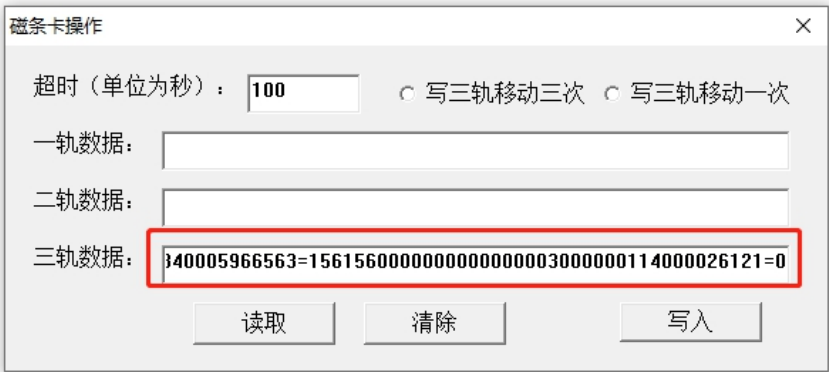 磁条卡操作
超时（单位为秒）： 100 写三轨移动三次 写三轨移动一次
一轨数据：
二轨数据：
三轨数据： 840005966563=1561560000000000000003000000114000026121=0
读取 清除 写入